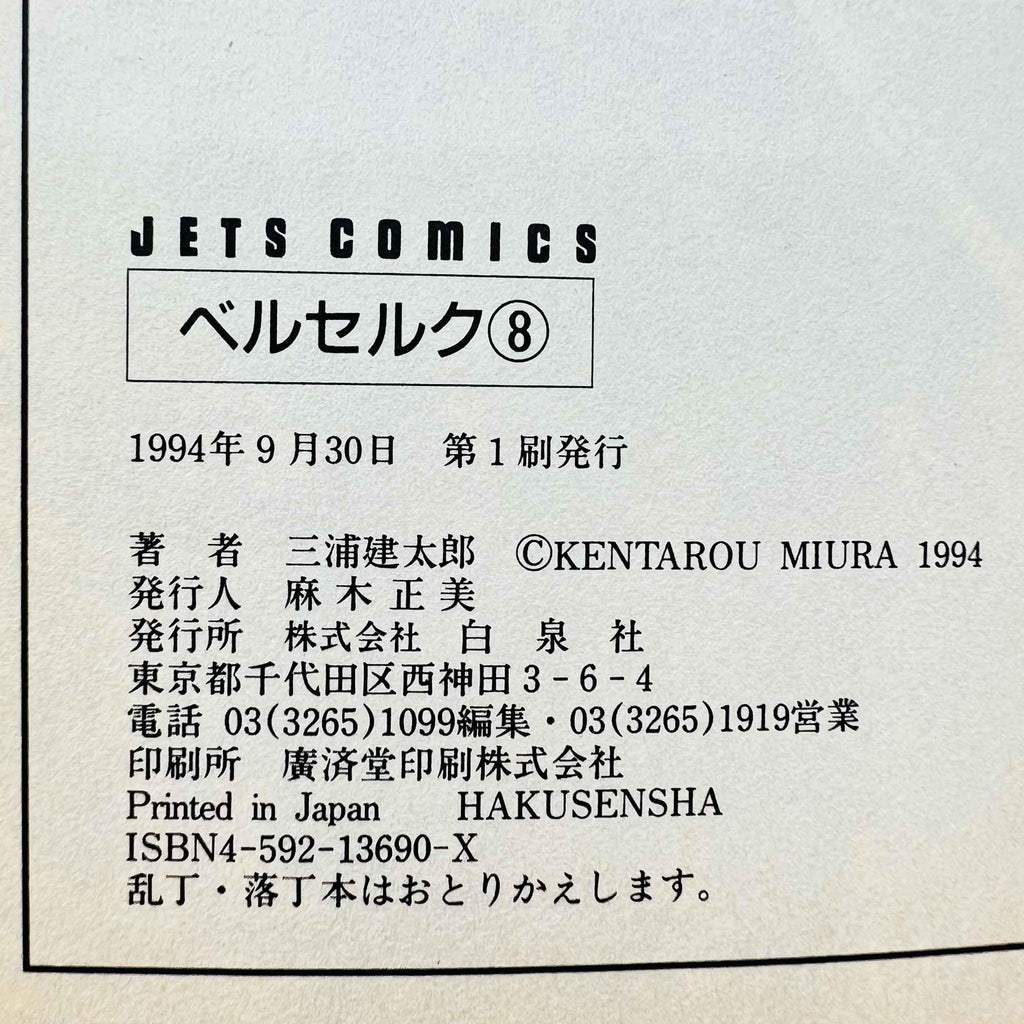 JETS COMICS
ベルセルク⑧
1994年9月30日　第1刷発行
著　者　三浦建太郎　©KENTAROU MIURA 1994
発行人　麻木正美
発行所　株式会社　白　泉　社
東京都千代田区西神田3-6-4
電話 03(3265)1099編集・03(3265)1919営業
印刷所　廣済堂印刷株式会社
Printed in Japan　HAKUSENSHA
ISBN4-592-13690-X
乱丁・落丁本はおとりかえします。